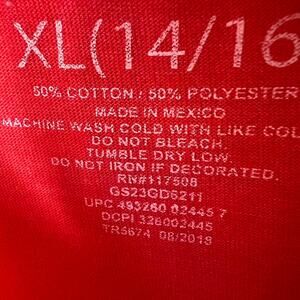 XL(14/16
50% COTTON / 50% POLYESTER
MADE IN MEXICO
MACHINE WASH COLD WITH LIKE COL
DO NOT BLEACH.
TUMBLE DRY LOW.
DO NOT IRON IF DECORATED.
RN#117508
GS23GD6211
UPC 493260 02445 7
DCPI 326002445
TR5674 08/2018